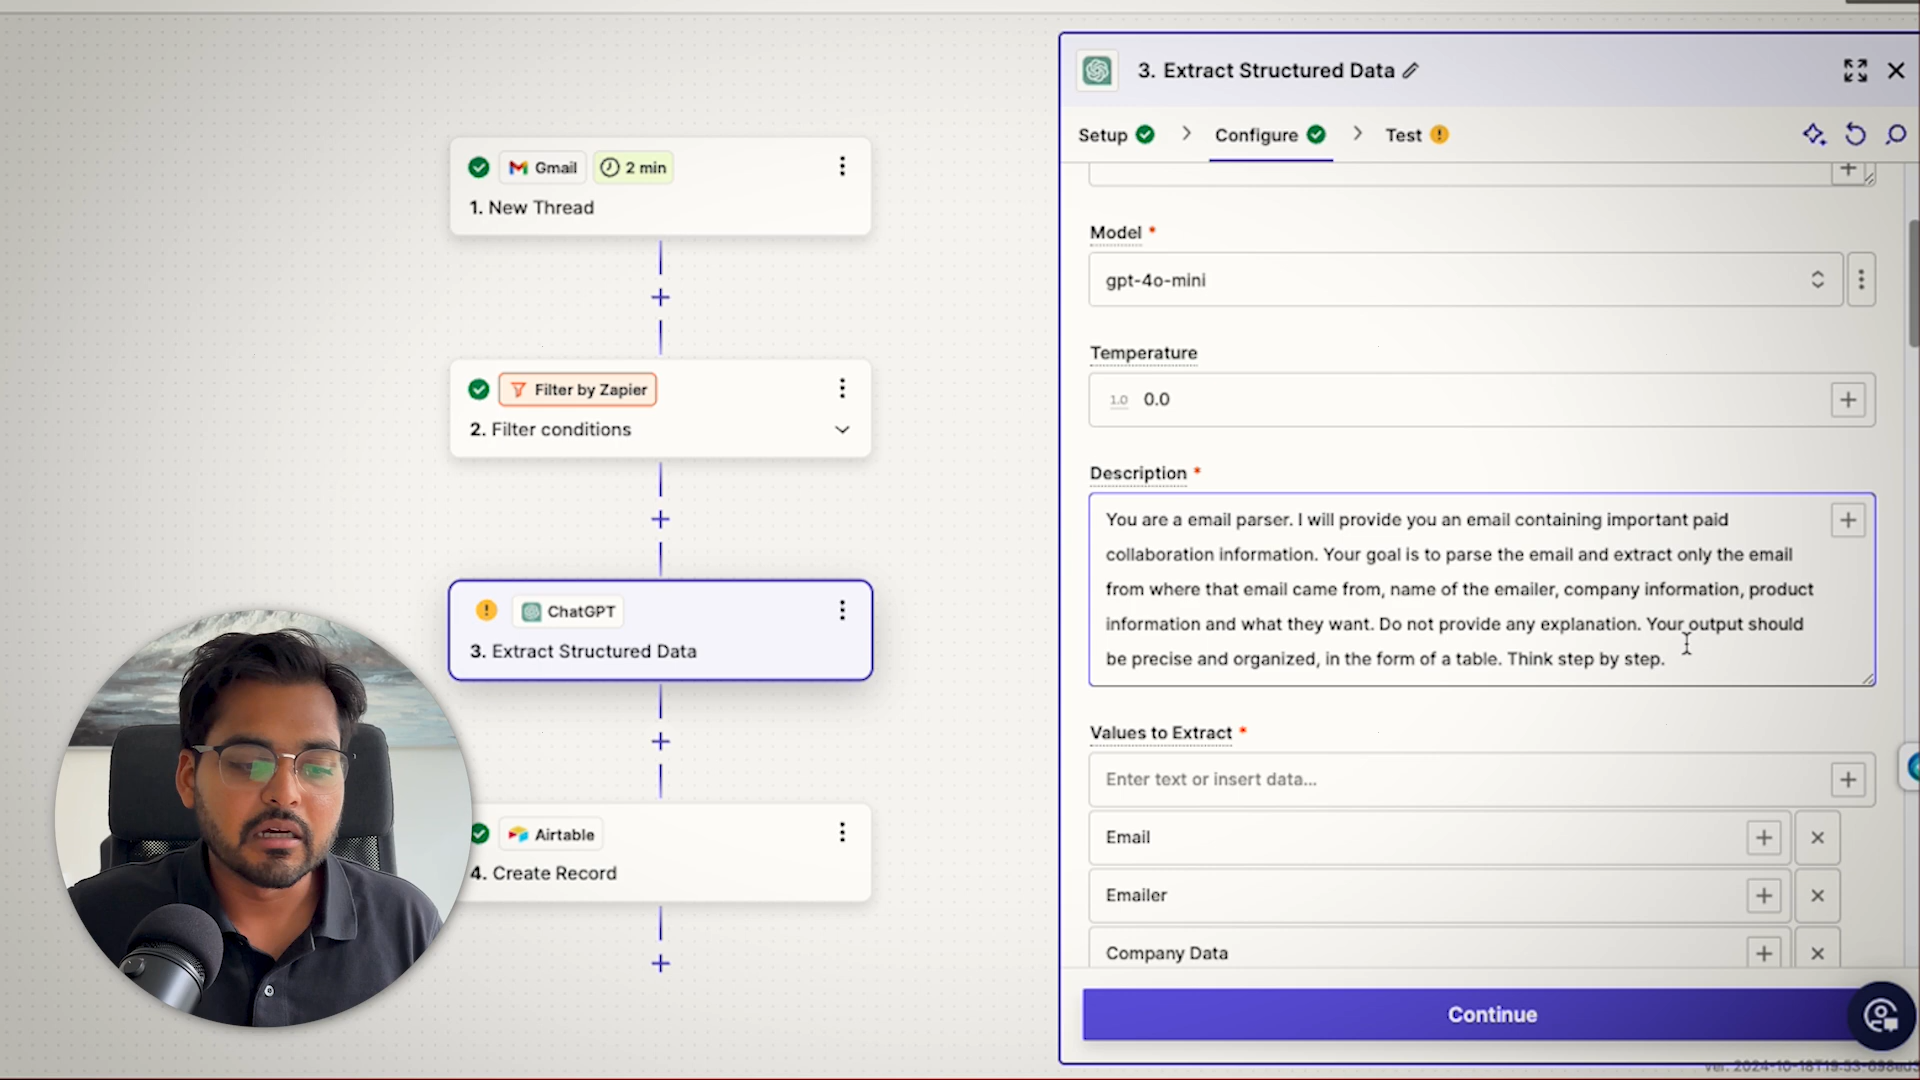 Gmail
2 min
1. New Thread
Filter by Zapier
2. Filter conditions
ChatGPT
3. Extract Structured Data
Airtable
4. Create Record
3. Extract Structured Data
Setup
Configure
Test
Model *
gpt-4o-mini
Temperature
1.0 0.0
Description *
You are a email parser. I will provide you an email containing important paid
collaboration information. Your goal is to parse the email and extract only the email
from where that email came from, name of the emailer, company information, product
information and what they want. Do not provide any explanation. Your output should
be precise and organized, in the form of a table. Think step by step.
Values to Extract *
Enter text or insert data...
Email
Emailer
Company Data
Continue